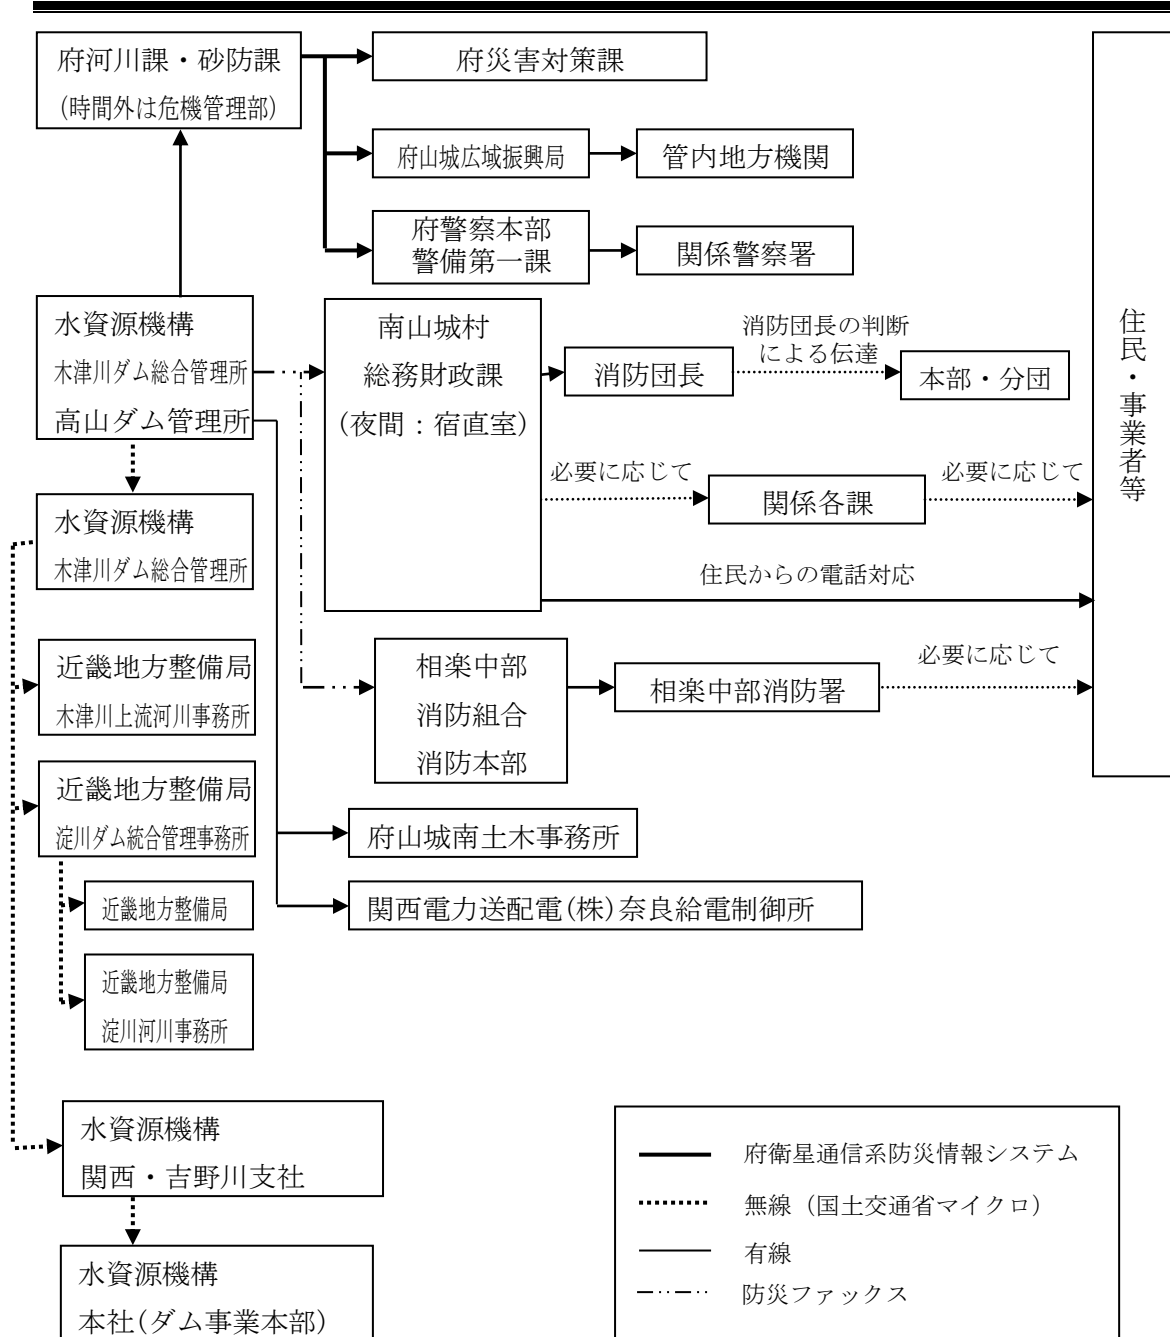 府河川課・砂防課
(時間外は危機管理部)
府災害対策課
府山城広域振興局
管内地方機関
府警察本部
警備第一課
関係警察署
水資源機構
木津川ダム総合管理所
高山ダム管理所
南山城村
総務財政課
(夜間：宿直室)
消防団長
消防団長の判断
による伝達
本部・分団
住民・事業者等
必要に応じて
関係各課
必要に応じて
水資源機構
木津川ダム総合管理所
住民からの電話対応
近畿地方整備局
木津川上流河川事務所
相楽中部
消防組合
消防本部
相楽中部消防署
必要に応じて
近畿地方整備局
淀川ダム統合管理事務所
府山城南土木事務所
近畿地方整備局
関西電力送配電(株)奈良給電制御所
近畿地方整備局
淀川河川事務所
水資源機構
関西・吉野川支社
水資源機構
本社(ダム事業本部)
府衛星通信系防災情報システム
無線（国土交通省マイクロ）
有線
防災ファックス